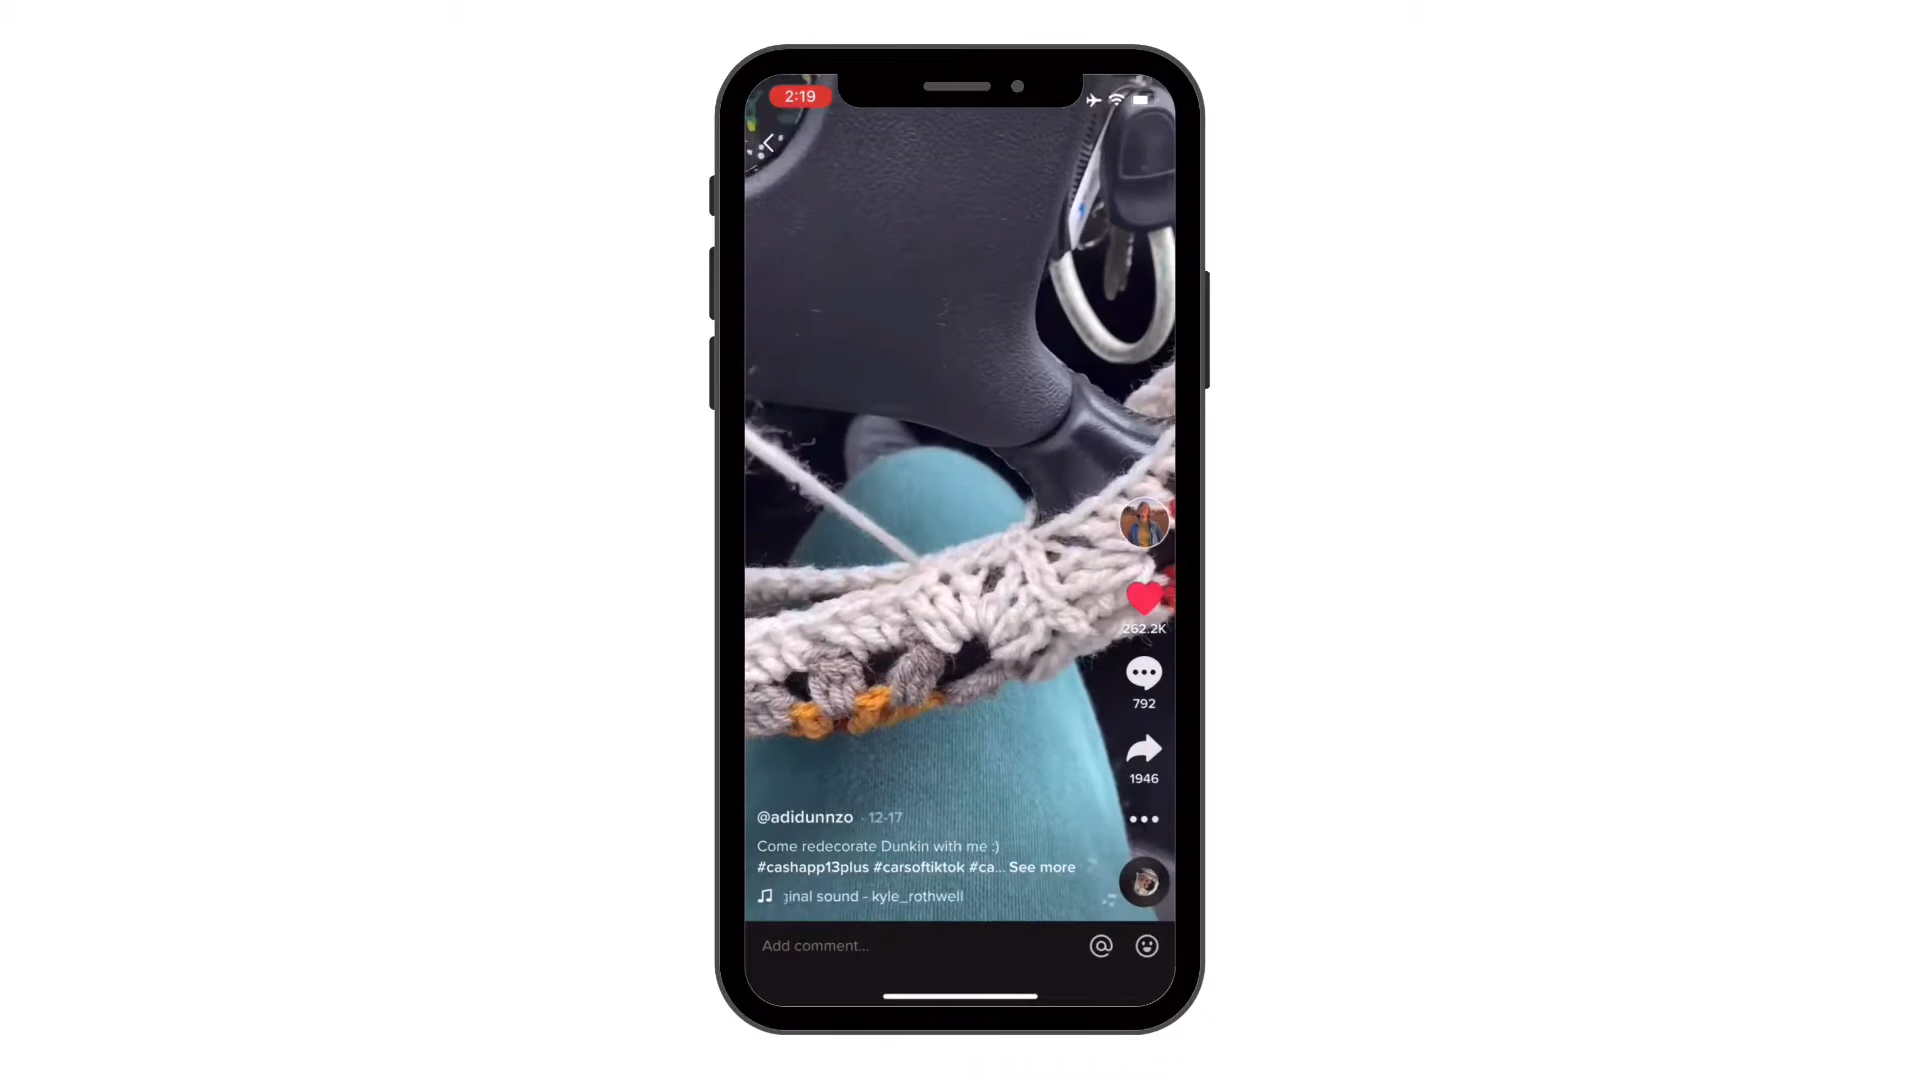 2:19
262.2K
792
1946
@adidunnzo · 12-17
Come redecorate Dunkin with me :)
#cashapp13plus #carsoftiktok #ca... See more
ginal sound - kyle_rothwell
Add comment...